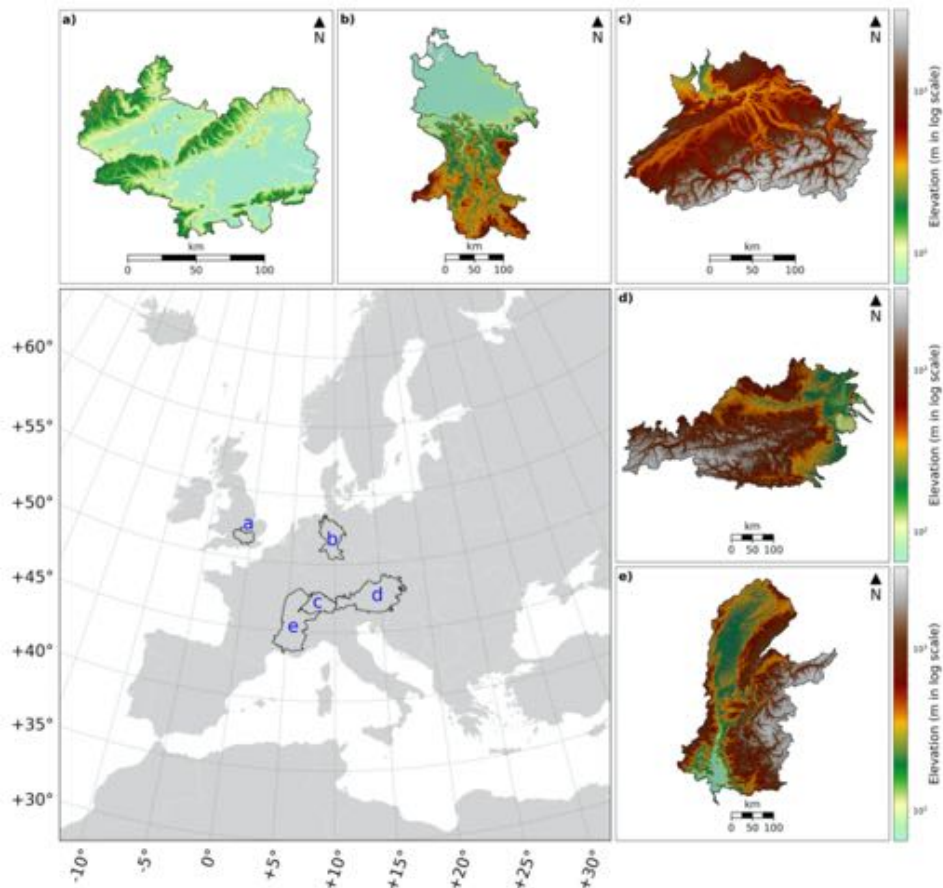 a)
N
km
0 50 100
b)
N
km
0 50 100
c)
N
km
0 50 100
Elevation (m in log scale)
+60°
+55°
+50°
+45°
+40°
+35°
+30°
-10°
-5°
0°
+5°
+10°
+15°
+20°
+25°
+30°
a
b
c
d
e
d)
N
km
0 50 100
10²
Elevation (m in log scale)
e)
N
km
0 50 100
Elevation (m in log scale)